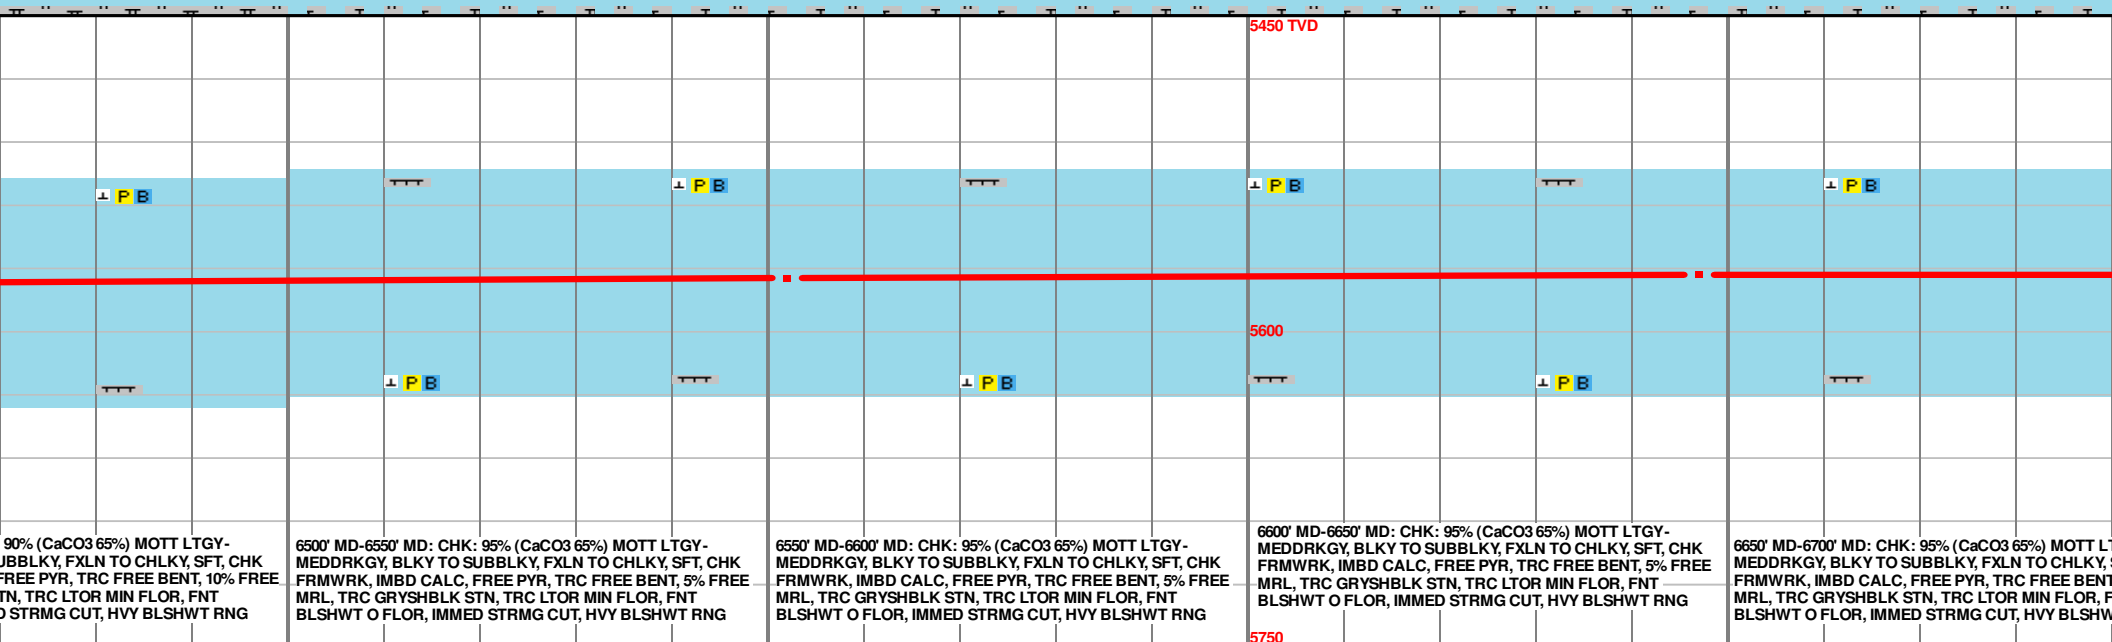 5450 TVD
P B
P B
P B
P B
5600
P B
P B
P B
90% (CaCO3 65%) MOTT LTGY-
UBBLKY, FXLN TO CHLKY, SFT, CHK
FREE PYR, TRC FREE BENT, 10% FREE
TN, TRC LTOR MIN FLOR, FNT
D STRMG CUT, HVY BLSHWT RNG
6500' MD-6550' MD: CHK: 95% (CaCO3 65%) MOTT LTGY-
MEDDRKGY, BLKY TO SUBBLKY, FXLN TO CHLKY, SFT, CHK
FRMWRK, IMBD CALC, FREE PYR, TRC FREE BENT, 5% FREE
MRL, TRC GRYSHBLK STN, TRC LTOR MIN FLOR, FNT
BLSHWT O FLOR, IMMED STRMG CUT, HVY BLSHWT RNG
6550' MD-6600' MD: CHK: 95% (CaCO3 65%) MOTT LTGY-
MEDDRKGY, BLKY TO SUBBLKY, FXLN TO CHLKY, SFT, CHK
FRMWRK, IMBD CALC, FREE PYR, TRC FREE BENT, 5% FREE
MRL, TRC GRYSHBLK STN, TRC LTOR MIN FLOR, FNT
BLSHWT O FLOR, IMMED STRMG CUT, HVY BLSHWT RNG
6600' MD-6650' MD: CHK: 95% (CaCO3 65%) MOTT LTGY-
MEDDRKGY, BLKY TO SUBBLKY, FXLN TO CHLKY, SFT, CHK
FRMWRK, IMBD CALC, FREE PYR, TRC FREE BENT, 5% FREE
MRL, TRC GRYSHBLK STN, TRC LTOR MIN FLOR, FNT
BLSHWT O FLOR, IMMED STRMG CUT, HVY BLSHWT RNG
6650' MD-6700' MD: CHK: 95% (CaCO3 65%) MOTT LT
MEDDRKGY, BLKY TO SUBBLKY, FXLN TO CHLKY, S
FRMWRK, IMBD CALC, FREE PYR, TRC FREE BENT
MRL, TRC GRYSHBLK STN, TRC LTOR MIN FLOR, F
BLSHWT O FLOR, IMMED STRMG CUT, HVY BLSHW
5750